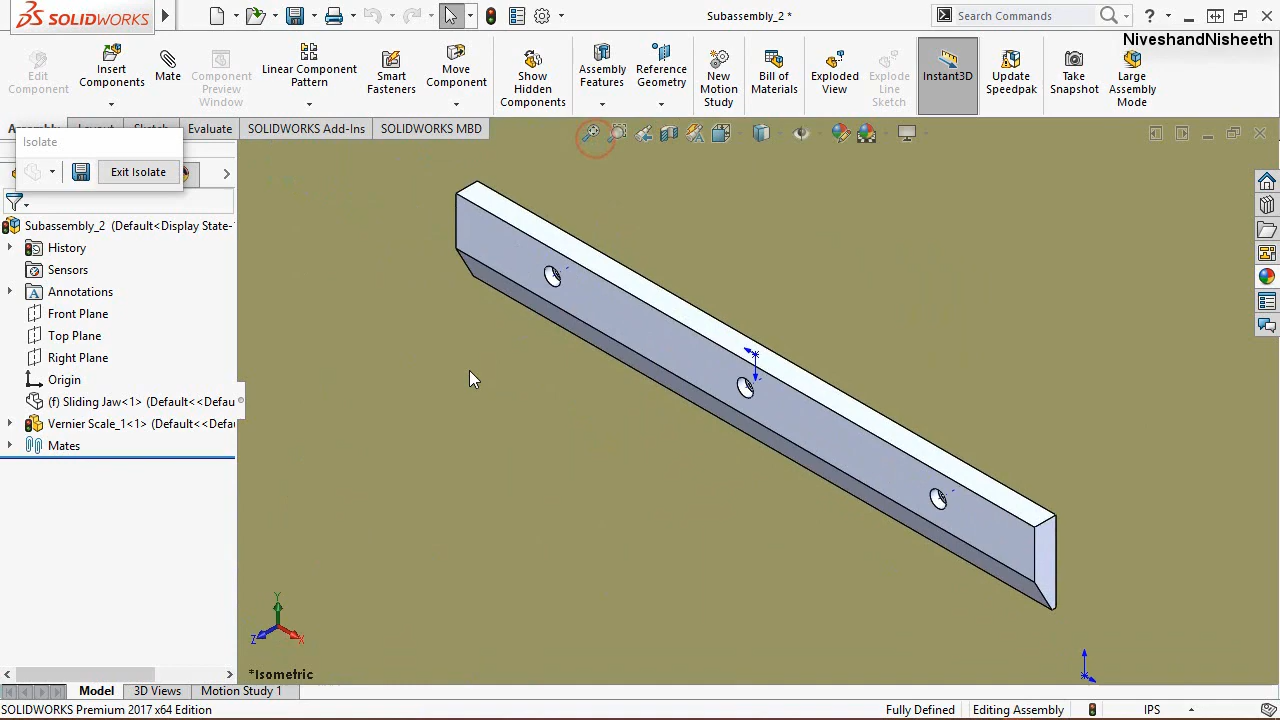 SOLIDWORKS
Subassembly_2 *
Search Commands
NiveshandNisheeth
Edit
Component
Insert
Components
Mate
Component
Preview
Window
Linear Component
Pattern
Smart
Fasteners
Move
Component
Show
Hidden
Components
Assembly
Features
Reference
Geometry
New
Motion
Study
Bill of
Materials
Exploded
View
Explode
Line
Sketch
Instant3D
Update
Speedpak
Take
Snapshot
Large
Assembly
Mode
Evaluate
SOLIDWORKS Add-Ins
SOLIDWORKS MBD
Isolate
Exit Isolate
Subassembly_2 (Default<Display State-
History
Sensors
Annotations
Front Plane
Top Plane
Right Plane
Origin
(f) Sliding Jaw<1> (Default<<Defau
Vernier Scale_1<1> (Default<<Defau
Mates
Y
Z
X
*Isometric
Model
3D Views
Motion Study 1
SOLIDWORKS Premium 2017 x64 Edition
Fully Defined
Editing Assembly
IPS